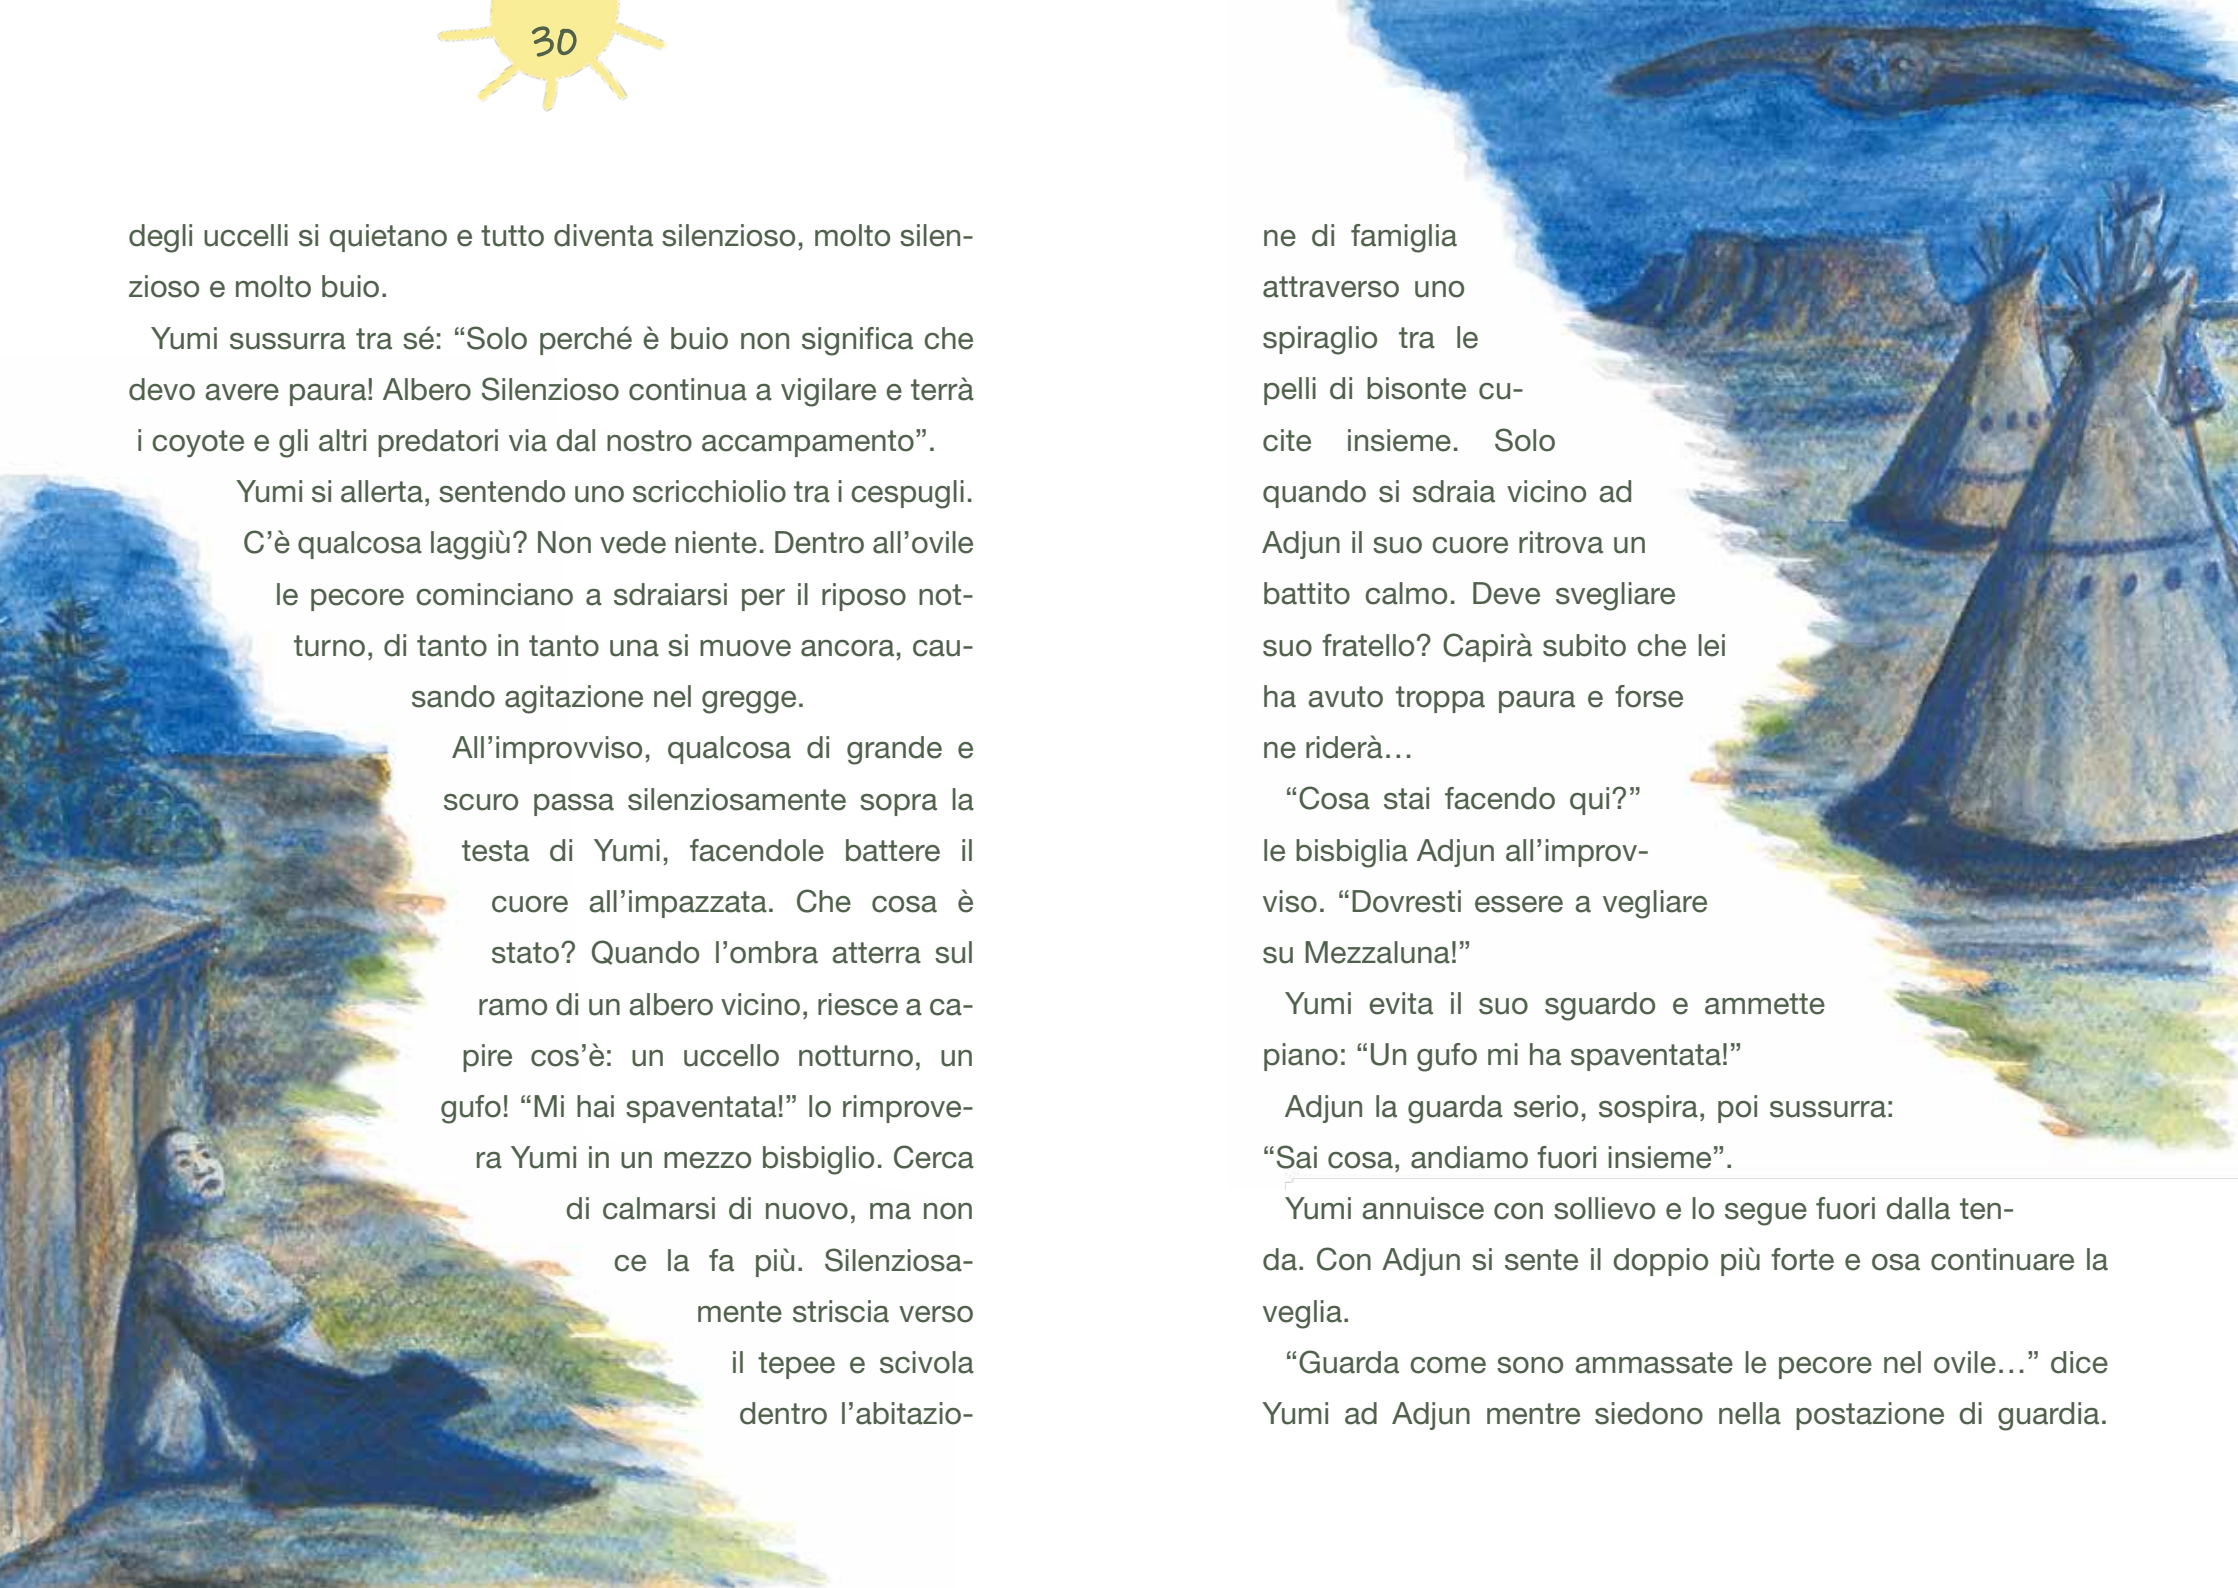 30
degli uccelli si quietano e tutto diventa silenzioso, molto silen-
zioso e molto buio.
Yumi sussurra tra sé: “Solo perché è buio non significa che
devo avere paura! Albero Silenzioso continua a vigilare e terrà
i coyote e gli altri predatori via dal nostro accampamento”.
Yumi si allerta, sentendo uno scricchiolio tra i cespugli.
C’è qualcosa laggiù? Non vede niente. Dentro all’ovile
le pecore cominciano a sdraiarsi per il riposo not-
turno, di tanto in tanto una si muove ancora, cau-
sando agitazione nel gregge.
All’improvviso, qualcosa di grande e
scuro passa silenziosamente sopra la
testa di Yumi, facendole battere il
cuore all’impazzata. Che cosa è
stato? Quando l’ombra atterra sul
ramo di un albero vicino, riesce a ca-
pire cos’è: un uccello notturno, un
gufo! “Mi hai spaventata!” lo rimprove-
ra Yumi in un mezzo bisbiglio. Cerca
di calmarsi di nuovo, ma non
ce la fa più. Silenziosa-
mente striscia verso
il tepee e scivola
dentro l’abitazio-
ne di famiglia
attraverso uno
spiraglio tra le
pelli di bisonte cu-
cite insieme. Solo
quando si sdraia vicino ad
Adjun il suo cuore ritrova un
battito calmo. Deve svegliare
suo fratello? Capirà subito che lei
ha avuto troppa paura e forse
ne riderà…
“Cosa stai facendo qui?”
le bisbiglia Adjun all’improv-
viso. “Dovresti essere a vegliare
su Mezzaluna!”
Yumi evita il suo sguardo e ammette
piano: “Un gufo mi ha spaventata!”
Adjun la guarda serio, sospira, poi sussurra:
“Sai cosa, andiamo fuori insieme”.
Yumi annuisce con sollievo e lo segue fuori dalla ten-
da. Con Adjun si sente il doppio più forte e osa continuare la
veglia.
“Guarda come sono ammassate le pecore nel ovile…” dice
Yumi ad Adjun mentre siedono nella postazione di guardia.